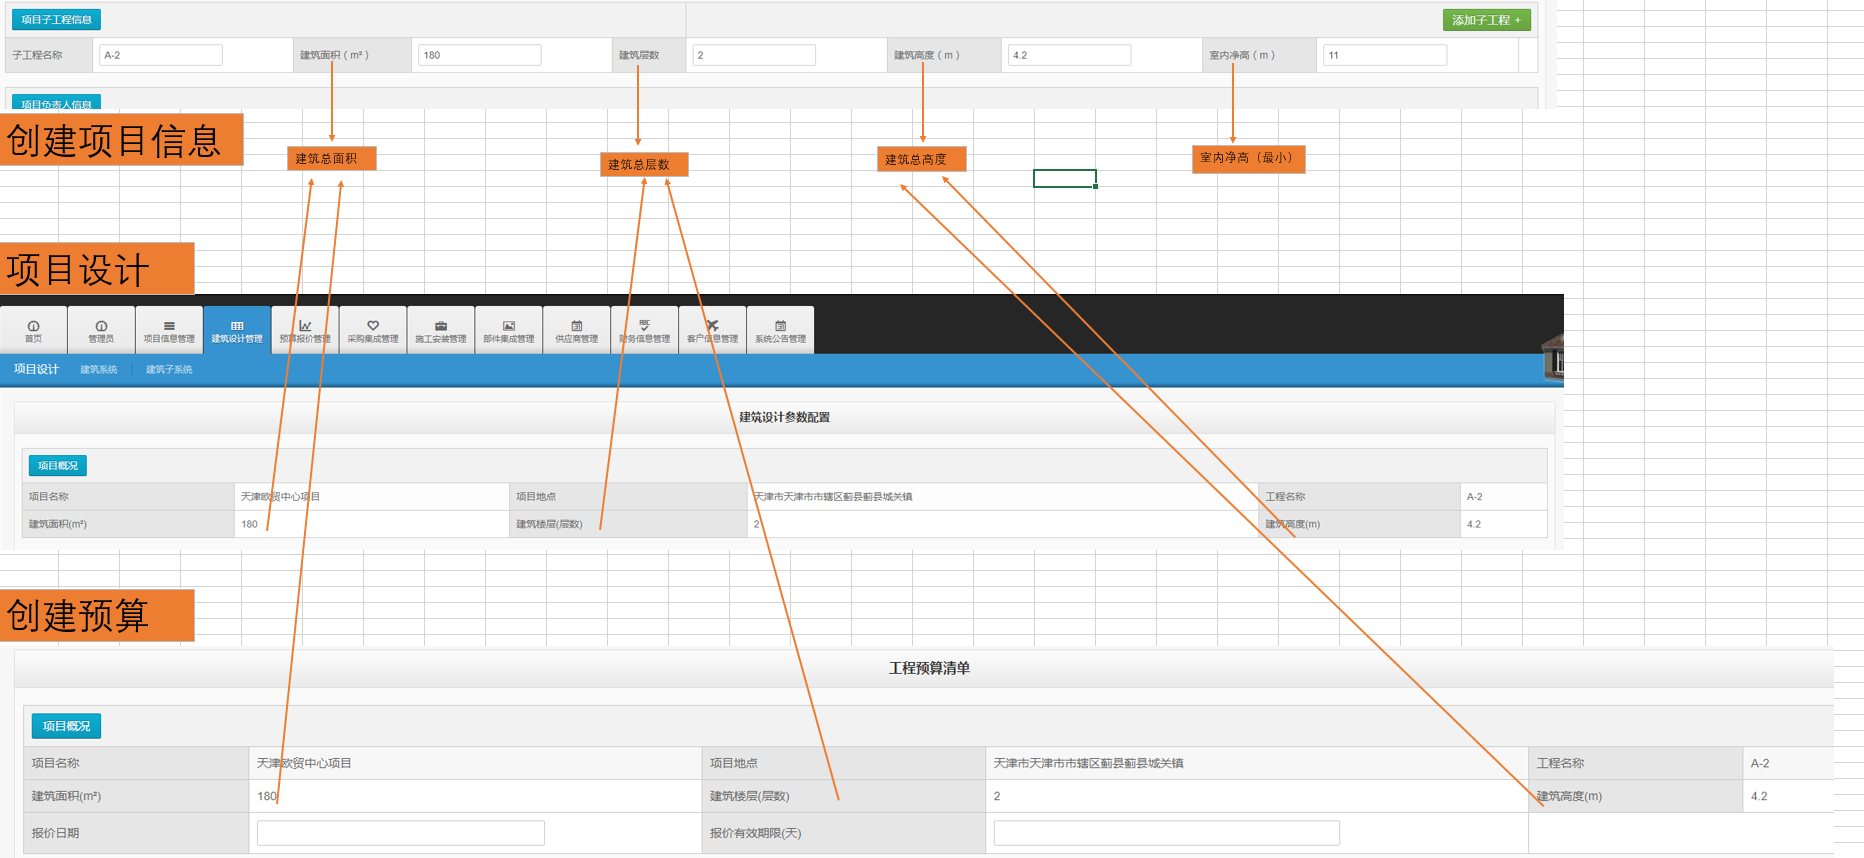 项目子工程信息
添加子工程 +
子工程名称 A-2 建筑面积（m²） 180 建筑层数 2 建筑高度（m） 4.2 室内净高（m） 11
项目负责人信息
创建项目信息
建筑总面积
建筑总层数
建筑总高度
室内净高（最小）
项目设计
首页 管理员 项目信息管理 建筑设计管理 预算报价管理 采购集成管理 施工安装管理 部件集成管理 供应商管理 财务信息管理 客户信息管理 系统公告管理
项目设计 建筑系统 建筑子系统
建筑设计参数配置
项目概况
项目名称 天津欧贸中心项目 项目地点 天津市天津市市辖区蓟县蓟县城关镇 工程名称 A-2
建筑面积(m²) 180 建筑楼层(层数) 2 建筑高度(m) 4.2
创建预算
工程预算清单
项目概况
项目名称 天津欧贸中心项目 项目地点 天津市天津市市辖区蓟县蓟县城关镇 工程名称 A-2
建筑面积(m²) 180 建筑楼层(层数) 2 建筑高度(m) 4.2
报价日期 报价有效期限(天)